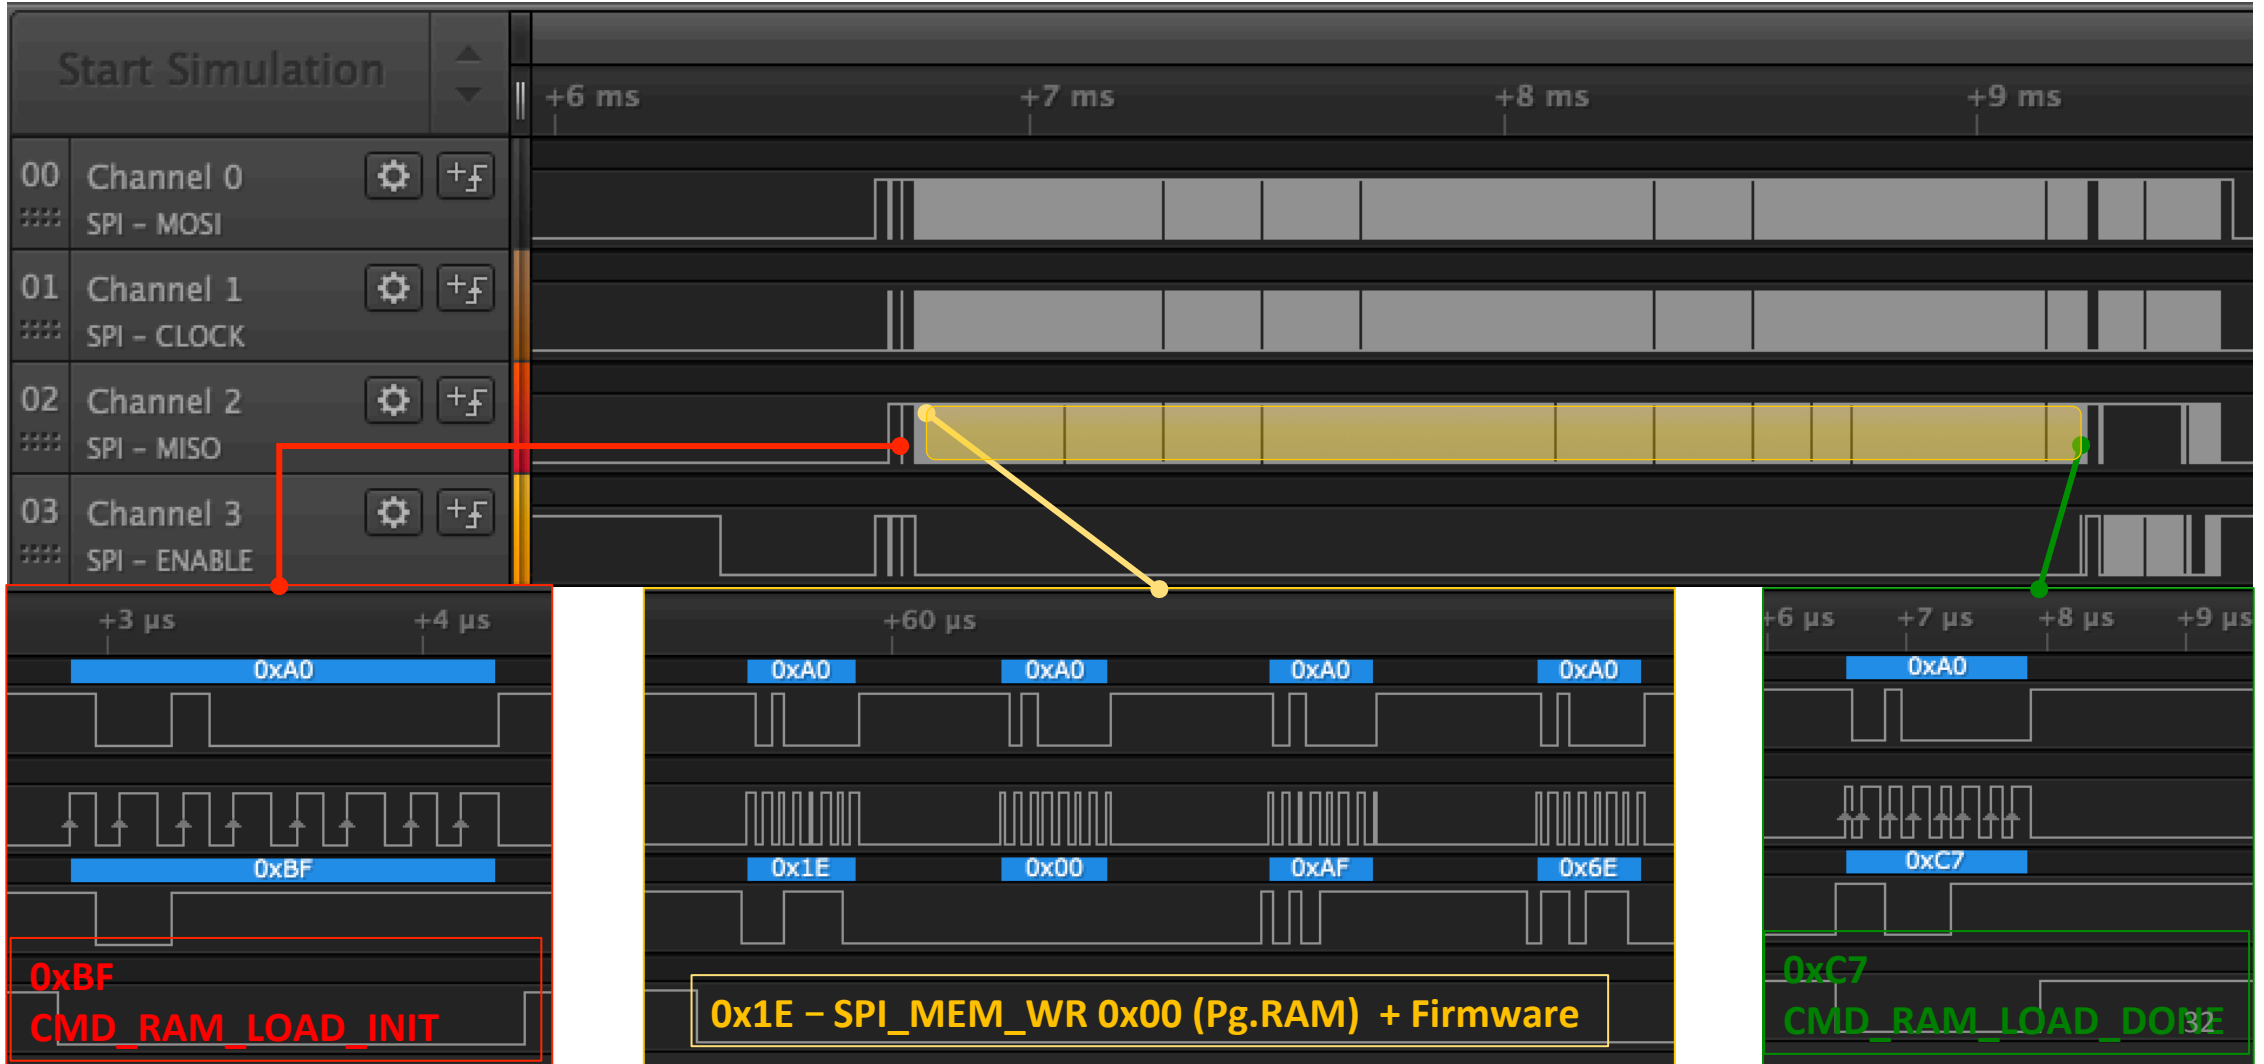 Start Simulation
+6 ms +7 ms +8 ms +9 ms
00 Channel 0
SPI – MOSI
01 Channel 1
SPI – CLOCK
02 Channel 2
SPI – MISO
03 Channel 3
SPI – ENABLE
+3 µs +4 µs
0xA0
0xBF
0xBF
CMD_RAM_LOAD_INIT
+60 µs
0xA0 0xA0 0xA0 0xA0
0x1E 0x00 0xAF 0x6E
0x1E – SPI_MEM_WR 0x00 (Pg.RAM) + Firmware
+6 µs +7 µs +8 µs +9 µs
0xA0
0xC7
0xC7
CMD_RAM_LOAD_DONE
32